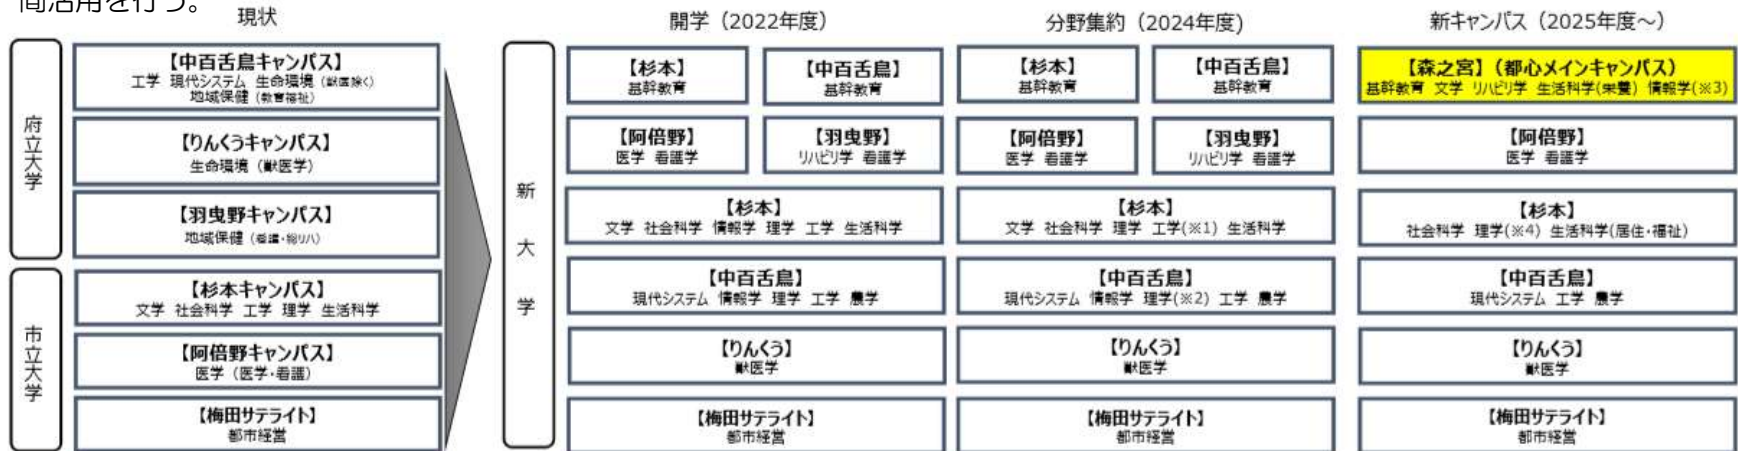 間活用を行う。
現状
開学（2022年度）
分野集約（2024年度)
新キャンパス（2025年度～）
府立大学
【中百舌鳥キャンパス】
工学 現代システム 生命環境（獣医除く）
地域保健（教育福祉）
【りんくうキャンパス】
生命環境（獣医学）
【羽曳野キャンパス】
地域保健（看護・総リハ）
市立大学
【杉本キャンパス】
文学 社会科学 工学 理学 生活科学
【阿倍野キャンパス】
医学（医学・看護）
【梅田サテライト】
都市経営
新大学
【杉本】
基幹教育
【中百舌鳥】
基幹教育
【阿倍野】
医学 看護学
【羽曳野】
リハビリ学 看護学
【杉本】
文学 社会科学 情報学 理学 工学 生活科学
【中百舌鳥】
現代システム 情報学 理学 工学 農学
【りんくう】
獣医学
【梅田サテライト】
都市経営
【杉本】
基幹教育
【中百舌鳥】
基幹教育
【阿倍野】
医学 看護学
【羽曳野】
リハビリ学 看護学
【杉本】
文学 社会科学 理学 工学(※1) 生活科学
【中百舌鳥】
現代システム 情報学 理学(※2) 工学 農学
【りんくう】
獣医学
【梅田サテライト】
都市経営
【森之宮】（都心メインキャンパス）
基幹教育 文学 リハビリ学 生活科学(栄養) 情報学(※3)
【阿倍野】
医学 看護学
【杉本】
社会科学 理学(※4) 生活科学(居住・福祉)
【中百舌鳥】
現代システム 工学 農学
【りんくう】
獣医学
【梅田サテライト】
都市経営